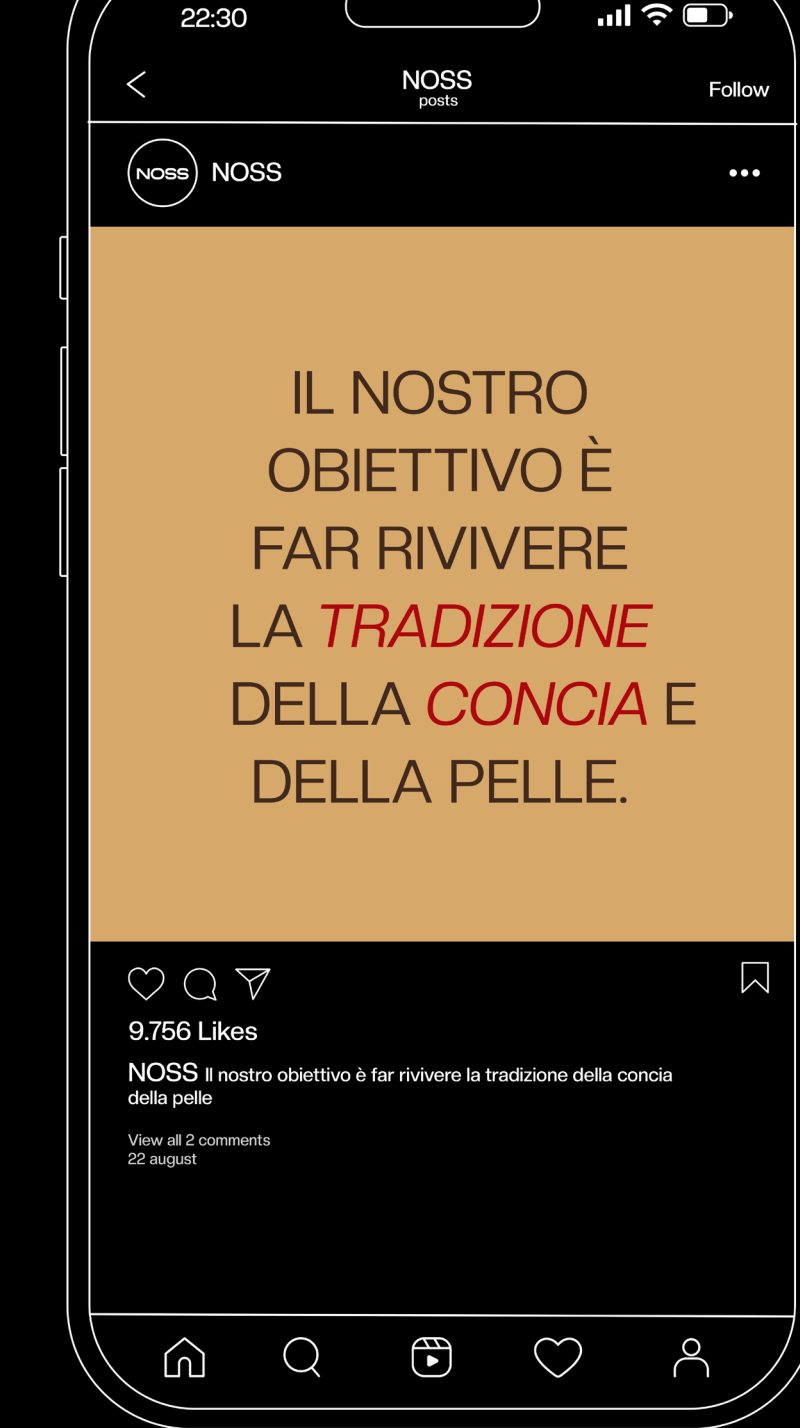 22:30
NOSS
posts
Follow
NOSS
NOSS
IL NOSTRO
OBIETTIVO È
FAR RIVIVERE
LA TRADIZIONE
DELLA CONCIA E
DELLA PELLE.
9.756 Likes
NOSS Il nostro obiettivo è far rivivere la tradizione della concia
della pelle
View all 2 comments
22 august